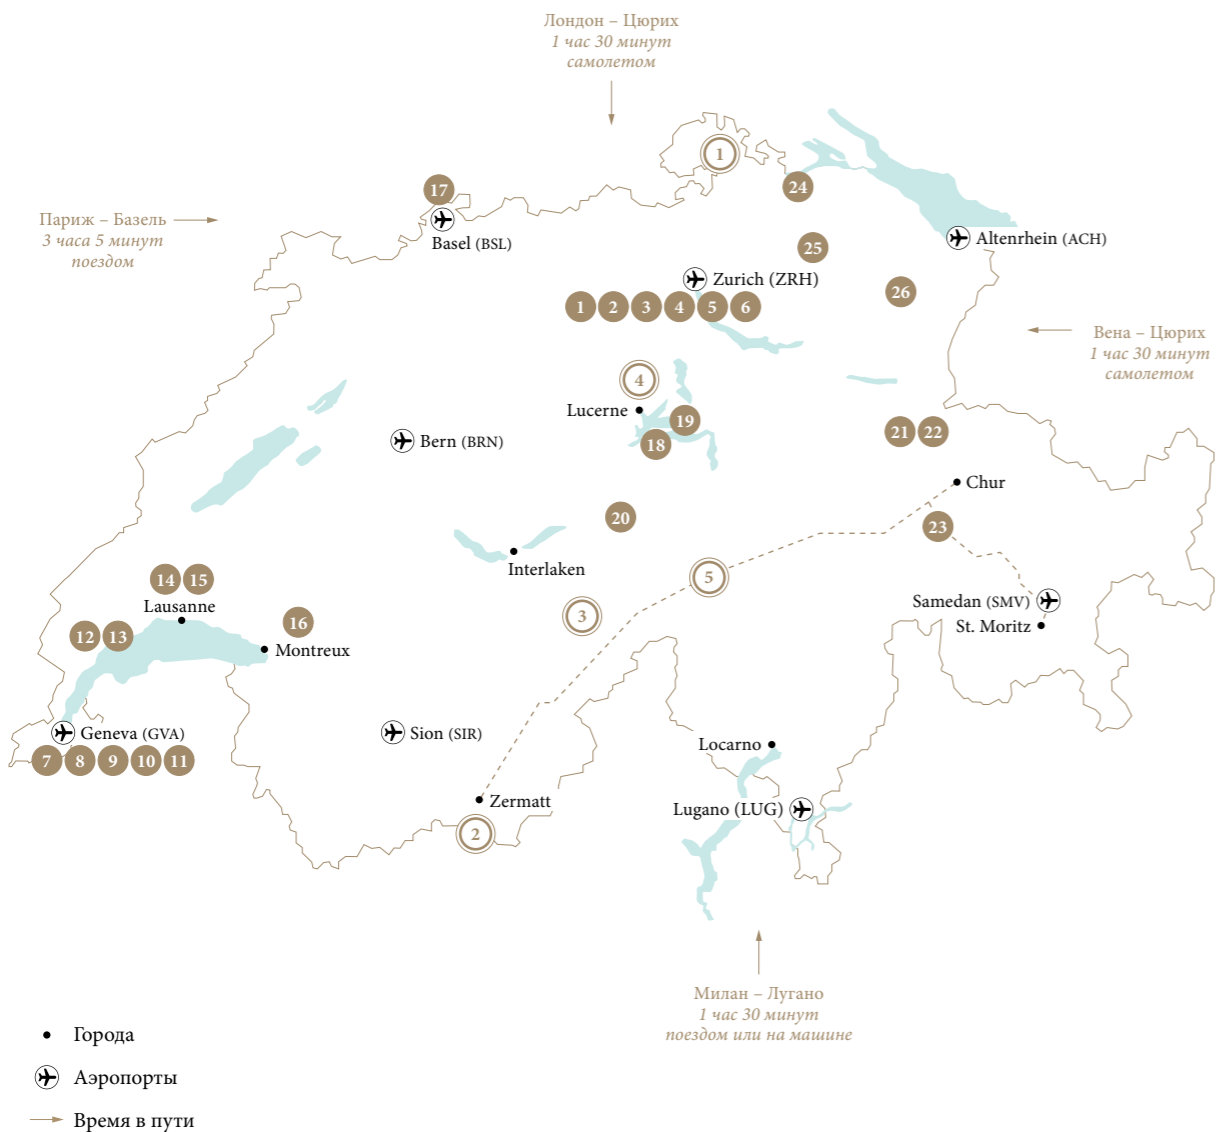 Лондон – Цюрих
1 час 30 минут
самолетом
1
24
17
Париж – Базель
3 часа 5 минут
поездом
Basel (BSL)
Altenrhein (ACH)
25
Zurich (ZRH)
26
1 2 3 4 5 6
Вена – Цюрих
1 час 30 минут
самолетом
4
Lucerne
19
18
21 22
Bern (BRN)
Chur
20
23
Interlaken
5
14 15
Lausanne
Samedan (SMV)
3
St. Moritz
12 13
16
Montreux
Geneva (GVA)
Sion (SIR)
7 8 9 10 11
Locarno
Zermatt
Lugano (LUG)
2
Милан – Лугано
1 час 30 минут
поездом или на машине
Города
Аэропорты
Время в пути